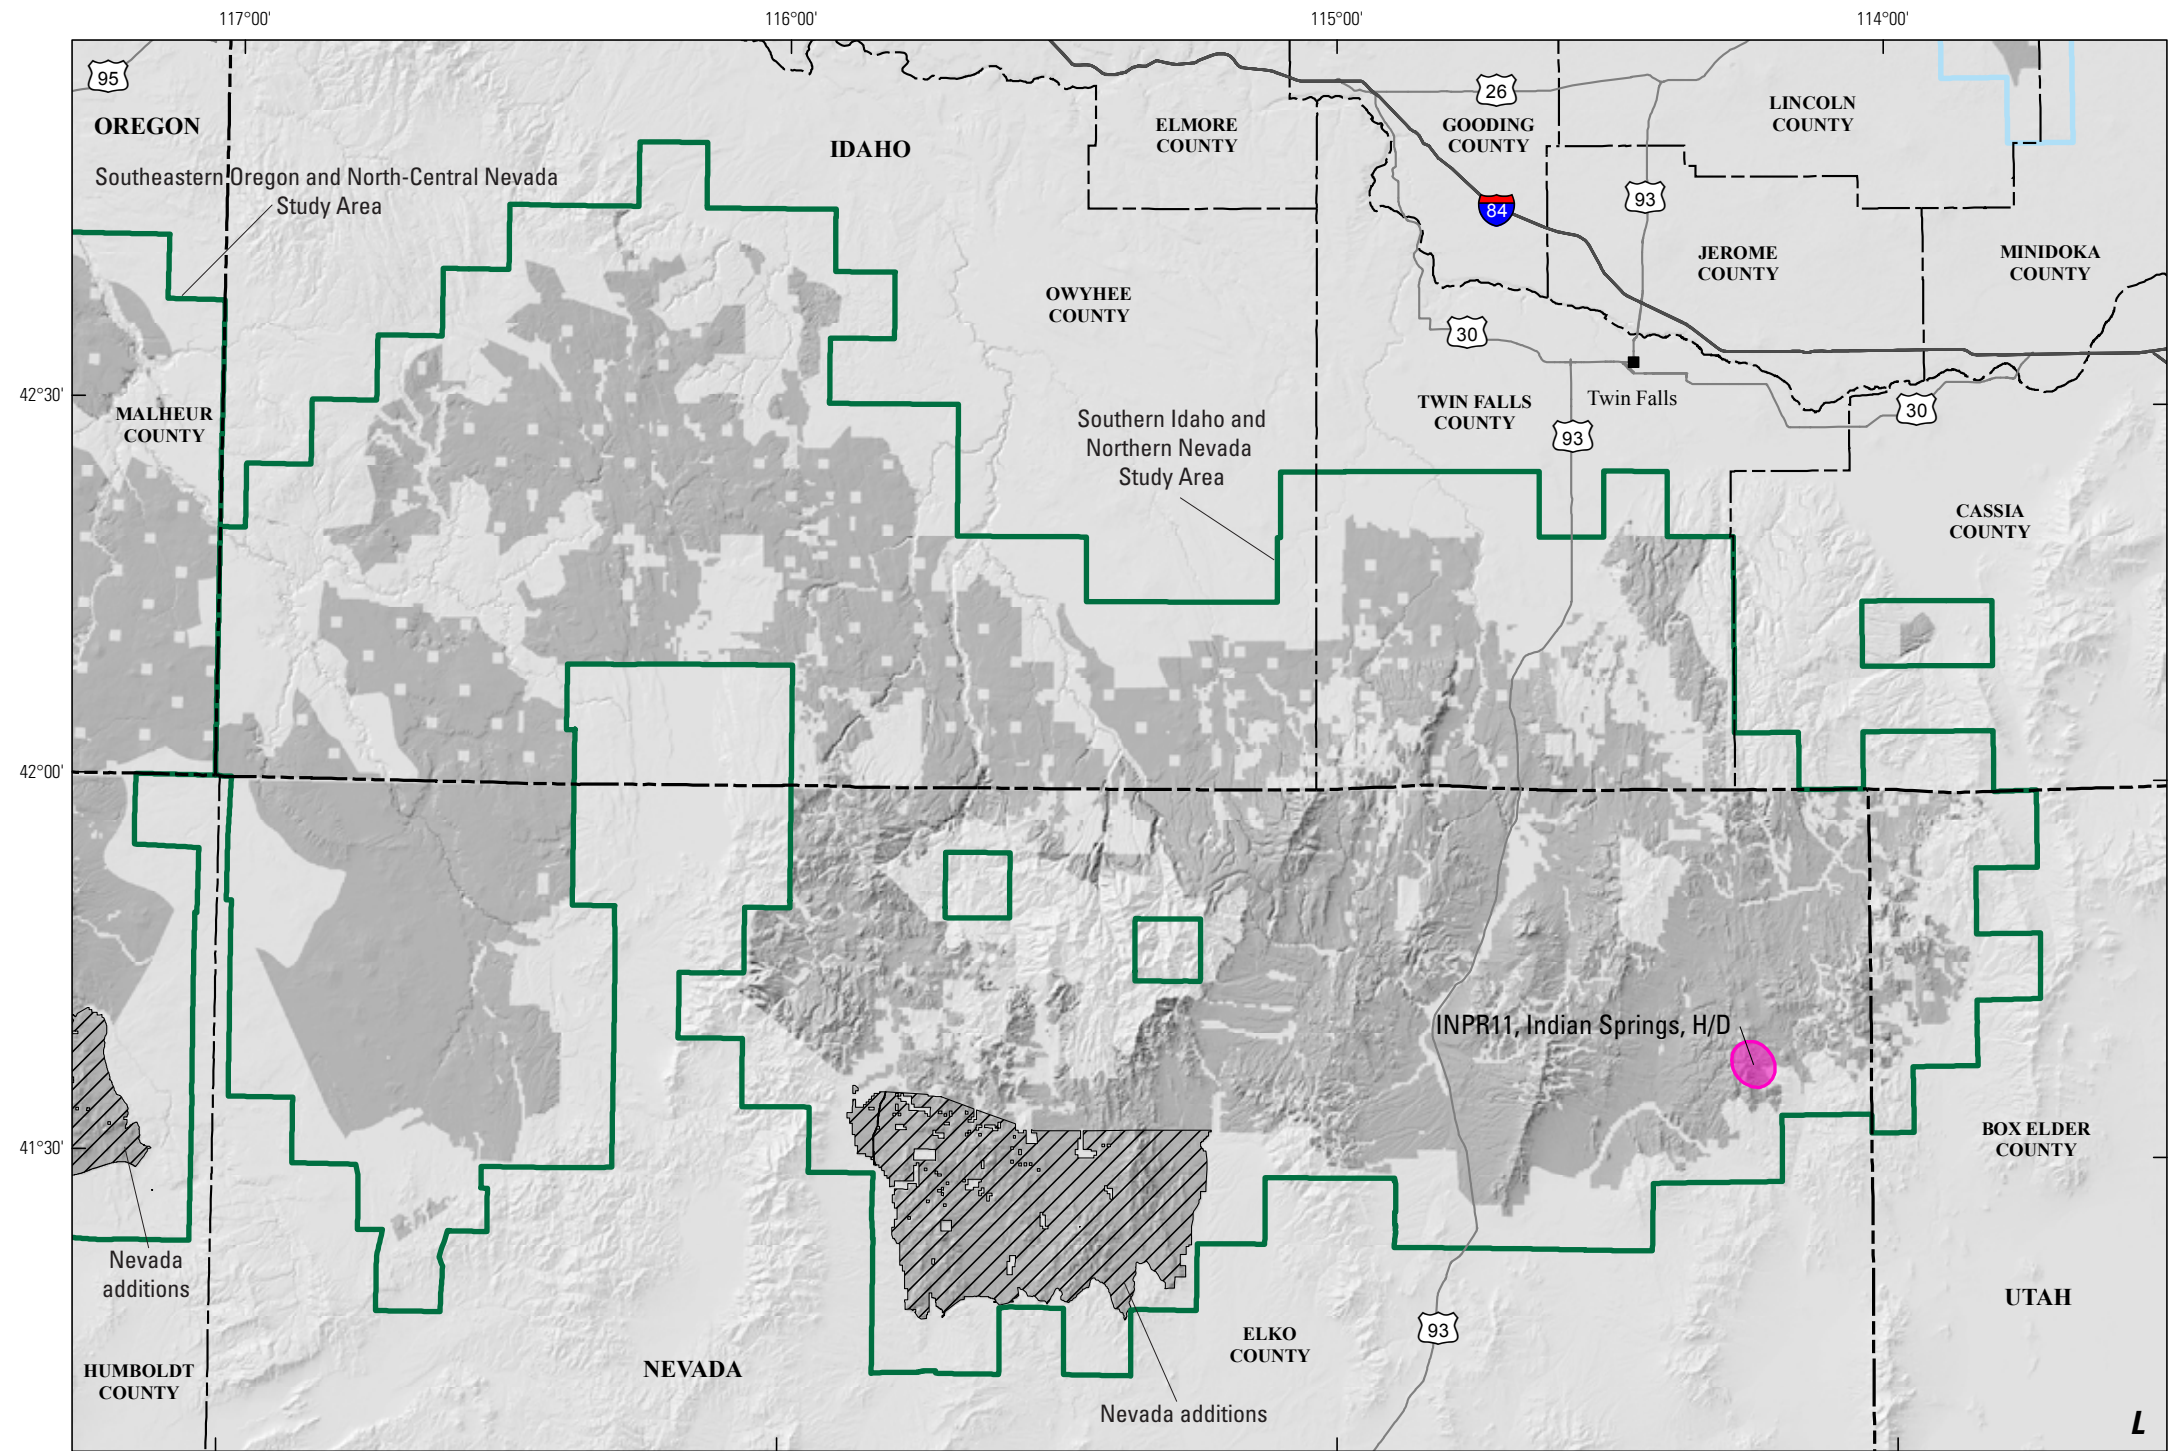 117°00'
116°00'
115°00'
114°00'
95
26
OREGON
IDAHO
ELMORE
COUNTY
GOODING
COUNTY
LINCOLN
COUNTY
Southeastern Oregon and North-Central Nevada
Study Area
93
84
JEROME
COUNTY
MINIDOKA
COUNTY
OWYHEE
COUNTY
30
42°30'
MALHEUR
COUNTY
Southern Idaho and
Northern Nevada
Study Area
TWIN FALLS
COUNTY
Twin Falls
30
93
CASSIA
COUNTY
42°00'
INPR11, Indian Springs, H/D
41°30'
BOX ELDER
COUNTY
Nevada
additions
UTAH
93
ELKO
COUNTY
HUMBOLDT
COUNTY
NEVADA
Nevada additions
L